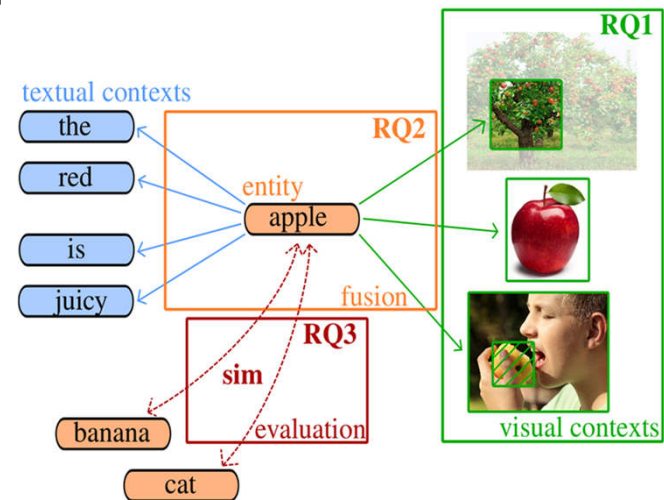 RQ1
textual contexts
the
RQ2
red
entity
apple
is
juicy
fusion
RQ3
sim
banana
evaluation
visual contexts
cat